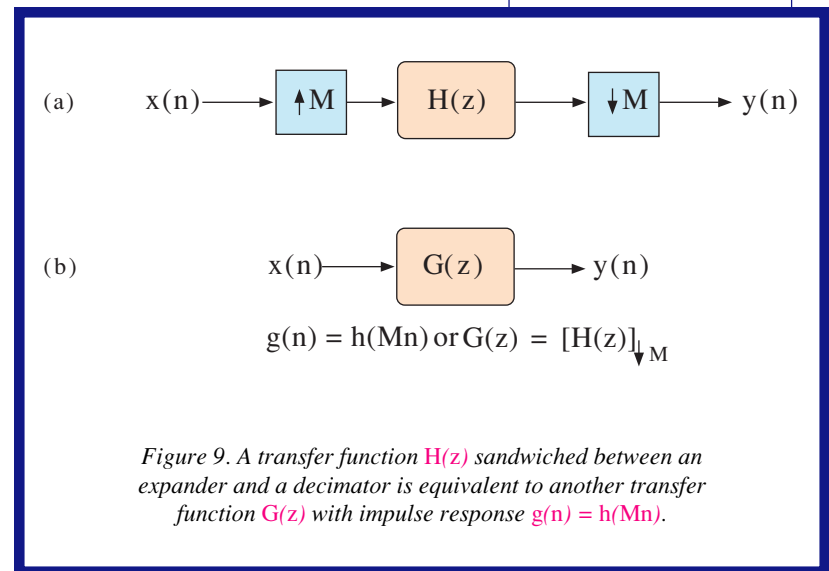 (a) x(n) ↑M H(z) ↓M y(n)
(b) x(n) G(z) y(n)
g(n) = h(Mn) or G(z) = [H(z)]↓M
Figure 9. A transfer function H(z) sandwiched between an
expander and a decimator is equivalent to another transfer
function G(z) with impulse response g(n) = h(Mn).